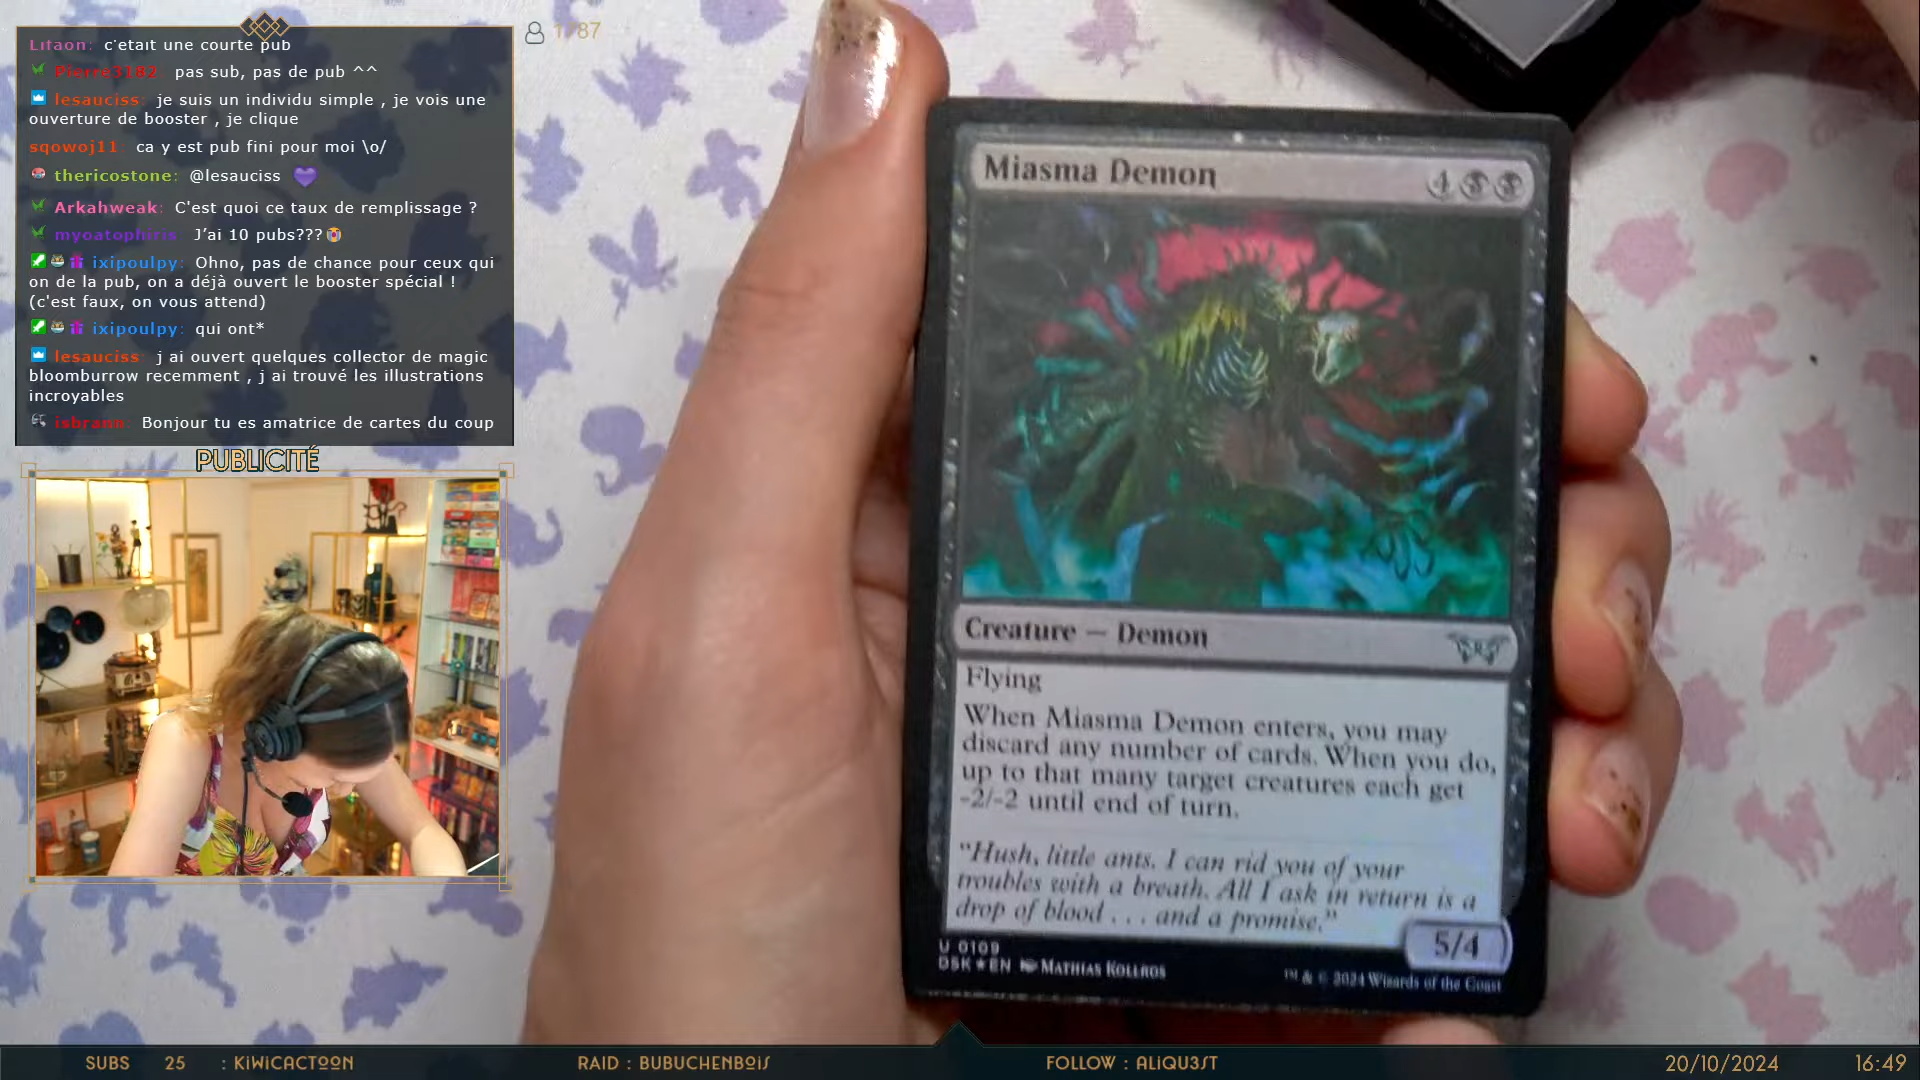 Litaon: c'etait une courte pub
Pierre3182: pas sub, pas de pub ^^
lesauciss: je suis un individu simple , je vois une
ouverture de booster , je clique
sqowoj11: ca y est pub fini pour moi \o/
thericostone: @lesauciss
Arkahweak: C'est quoi ce taux de remplissage ?
myoatophiris: J'ai 10 pubs???
ixipoulpy: Ohno, pas de chance pour ceux qui
on de la pub, on a déjà ouvert le booster spécial !
(c'est faux, on vous attend)
ixipoulpy: qui ont*
lesauciss: j ai ouvert quelques collector de magic
bloomburrow recemment , j ai trouvé les illustrations
incroyables
isbrann: Bonjour tu es amatrice de cartes du coup
PUBLICITÉ
Miasma Demon
4
Creature — Demon
Flying
When Miasma Demon enters, you may
discard any number of cards. When you do,
up to that many target creatures each get
-2/-2 until end of turn.
"Hush, little ants. I can rid you of your
troubles with a breath. All I ask in return is a
drop of blood . . . and a promise."
5/4
U 0109
DSK ★ EN MATHIAS KOLLROS
™ & © 2024 Wizards of the Coast
SUBS 25 : KIWICACTOON
RAID : BUBUCHENBOIS
FOLLOW : ALIQU3ST
20/10/2024
16:49